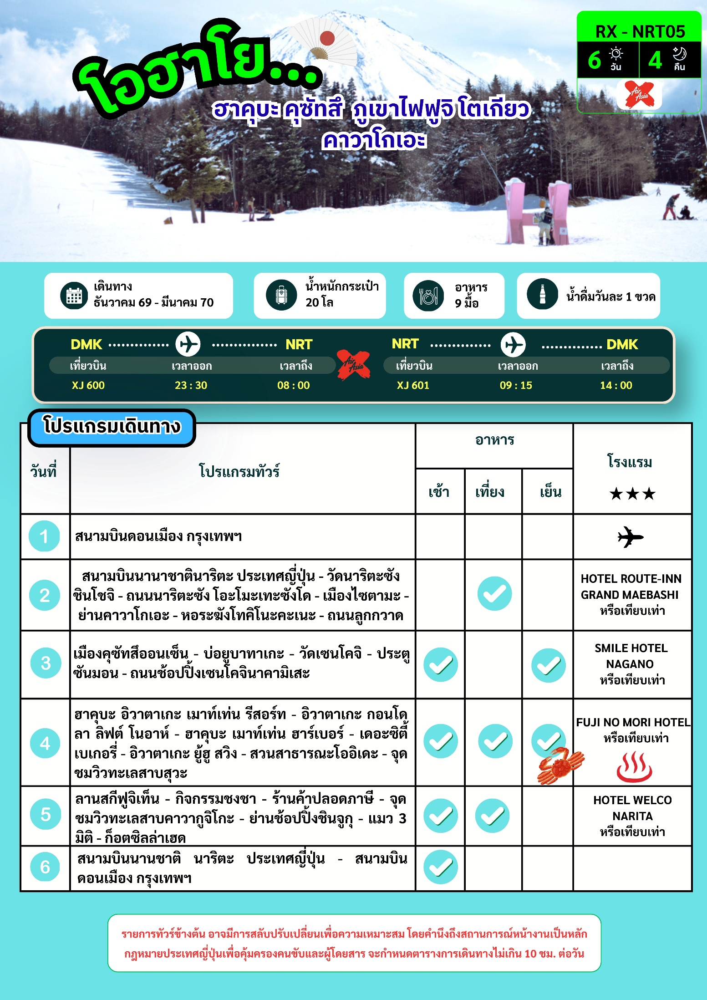 RX - NRT05
6 วัน 4 คืน
Air Asia
โอฮาโย...
ฮาคุบะ คุซัทสึ ภูเขาไฟฟูจิ โตเกียว
คาวาโกเอะ
เดินทาง
ธันวาคม 69 - มีนาคม 70
น้ำหนักกระเป๋า
20 โล
อาหาร
9 มื้อ
น้ำดื่มวันละ 1 ขวด
DMK NRT
เที่ยวบิน เวลาออก เวลาถึง
XJ 600 23 : 30 08 : 00
Air Asia
NRT DMK
เที่ยวบิน เวลาออก เวลาถึง
XJ 601 09 : 15 14 : 00
โปรแกรมเดินทาง
วันที่ โปรแกรมทัวร์ อาหาร โรงแรม
เช้า เที่ยง เย็น ★★★
1 สนามบินดอนเมือง กรุงเทพฯ
2
สนามบินนานาชาตินาริตะ ประเทศญี่ปุ่น - วัดนาริตะซัง
ชินโชจิ - ถนนนาริตะซัง โอะโมะเทะซังโด - เมืองไซตามะ -
ย่านคาวาโกเอะ - หอระฆังโทคิโนะคะเนะ - ถนนลูกกวาด
HOTEL ROUTE-INN
GRAND MAEBASHI
หรือเทียบเท่า
3
เมืองคุซัทสึออนเซ็น - บ่อยูบาทาเกะ - วัดเซนโคจิ - ประตู
ซันมอน - ถนนช้อปปิ้งเซนโคจินาคามิเสะ
SMILE HOTEL
NAGANO
หรือเทียบเท่า
4
ฮาคุบะ อิวาตาเกะ เมาท์เท่น รีสอร์ท - อิวาตาเกะ กอนโด
ลา ลิฟต์ โนอาห์ - ฮาคุบะ เมาท์เท่น ฮาร์เบอร์ - เดอะซิตี้
เบเกอรี่ - อิวาตาเกะ ยู้ฮู สวิง - สวนสาธารณะโออิเดะ - จุด
ชมวิวทะเลสาบสุวะ
FUJI NO MORI HOTEL
หรือเทียบเท่า
5
ลานสกีฟูจิเท็น - กิจกรรมชงชา - ร้านค้าปลอดภาษี - จุด
ชมวิวทะเลสาบคาวากูจิโกะ - ย่านช้อปปิ้งชินจูกุ - แมว 3
มิติ - ก็อตซิลล่าเฮด
HOTEL WELCO
NARITA
หรือเทียบเท่า
6
สนามบินนานชาติ นาริตะ ประเทศญี่ปุ่น - สนามบิน
ดอนเมือง กรุงเทพฯ
รายการทัวร์ข้างต้น อาจมีการสลับปรับเปลี่ยนเพื่อความเหมาะสม โดยคำนึงถึงสถานการณ์หน้างานเป็นหลัก
กฎหมายประเทศญี่ปุ่นเพื่อคุ้มครองคนขับและผู้โดยสาร จะกำหนดตารางการเดินทางไม่เกิน 10 ชม. ต่อวัน